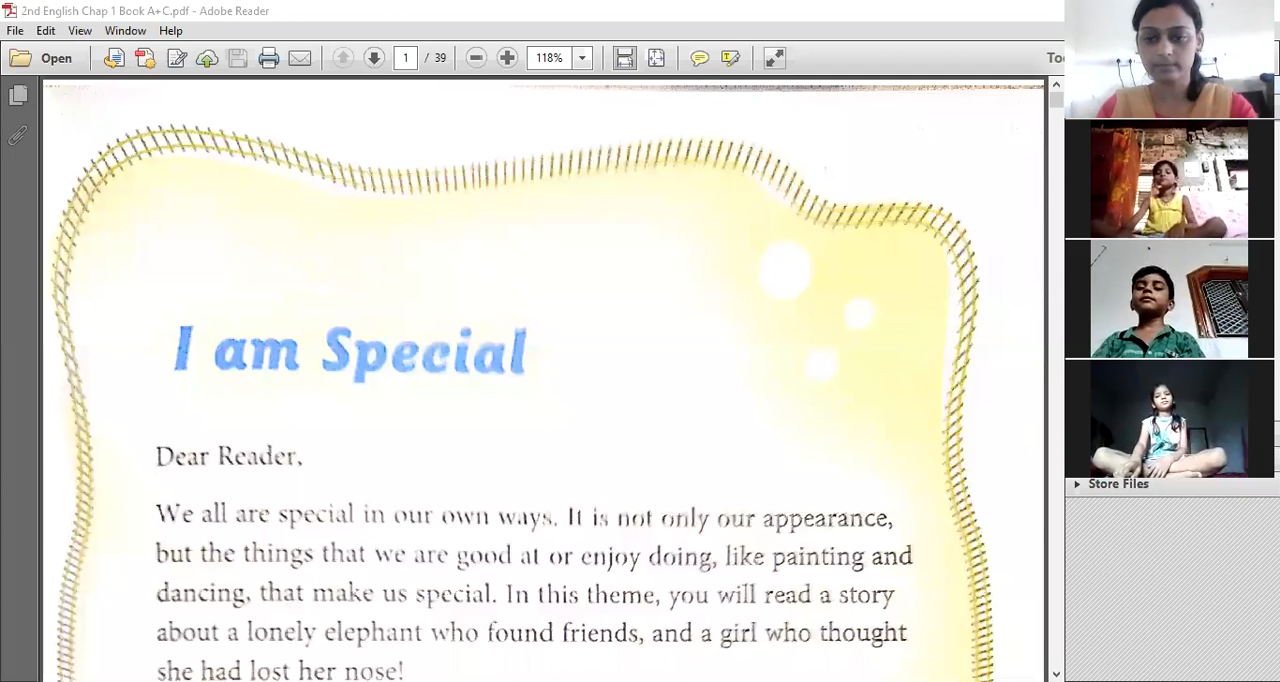 2nd English Chap 1 Book A+C.pdf - Adobe Reader
File Edit View Window Help
Open 1 / 39 118%
I am Special
Dear Reader,
We all are special in our own ways. It is not only our appearance,
but the things that we are good at or enjoy doing, like painting and
dancing, that make us special. In this theme, you will read a story
about a lonely elephant who found friends, and a girl who thought
she had lost her nose!
Store Files